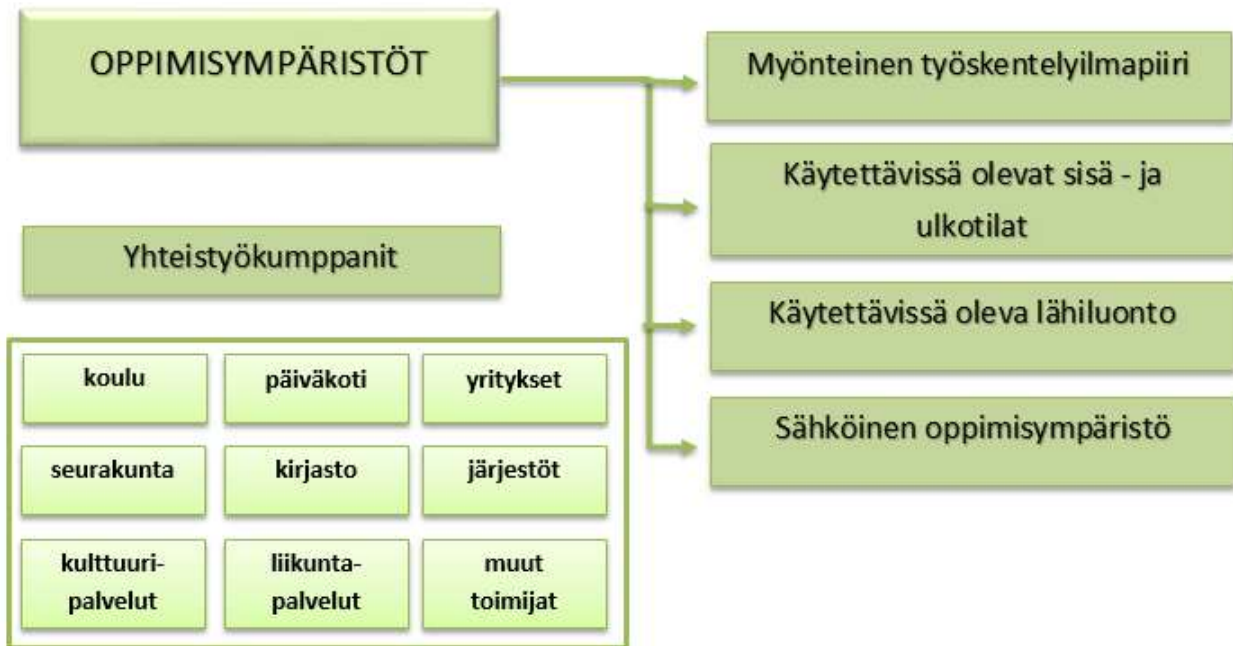 OPPIMISYMPÄRISTÖT
Myönteinen työskentelyilmapiiri
Käytettävissä olevat sisä - ja
ulkotilat
Yhteistyökumppanit
Käytettävissä oleva lähiluonto
Sähköinen oppimisympäristö
koulu
päiväkoti
yritykset
seurakunta
kirjasto
järjestöt
kulttuuri-
palvelut
liikunta-
palvelut
muut
toimijat